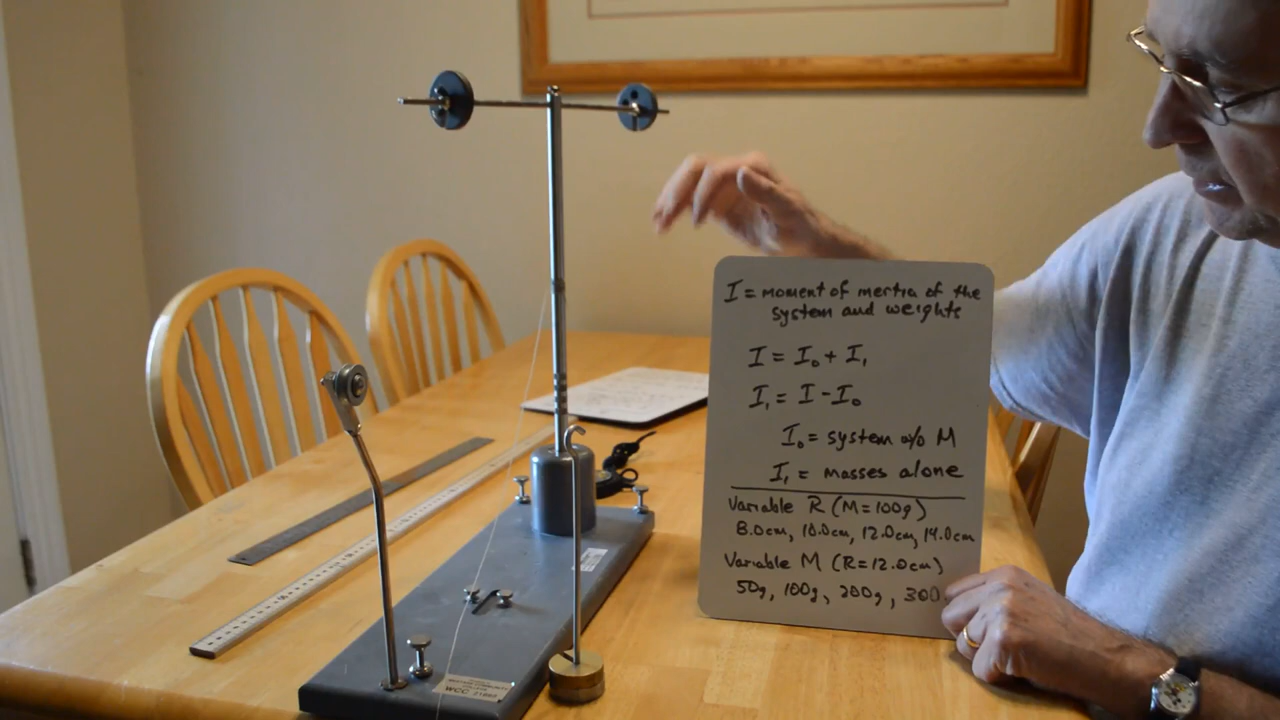 I = moment of inertia of the
system and weights
I = I₀ + I₁
I₁ = I - I₀
I₀ = system w/o M
I₁ = masses alone
Variable R (M=100g)
8.0cm, 10.0cm, 12.0cm, 14.0cm
Variable M (R=12.0cm)
50g, 100g, 200g, 300
WCC